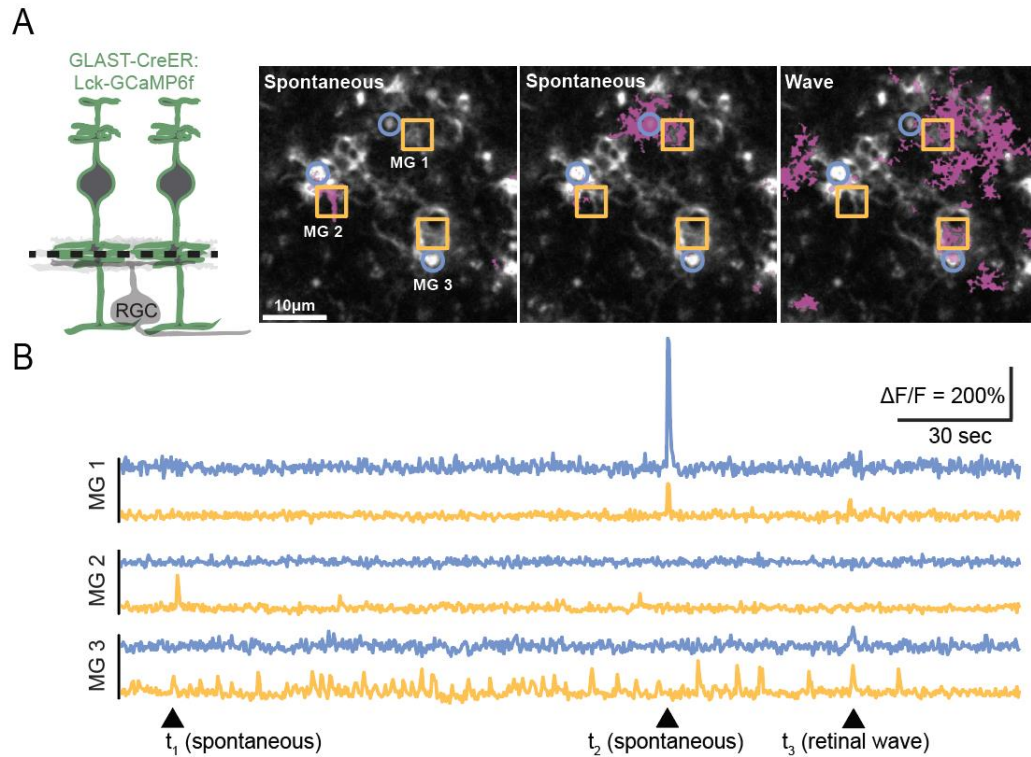 A
GLAST-CreER:
Lck-GCaMP6f
RGC
Spontaneous
MG 1
MG 2
MG 3
10µm
Spontaneous
Wave
B
ΔF/F = 200%
30 sec
MG 1
MG 2
MG 3
t1 (spontaneous)
t2 (spontaneous)
t3 (retinal wave)